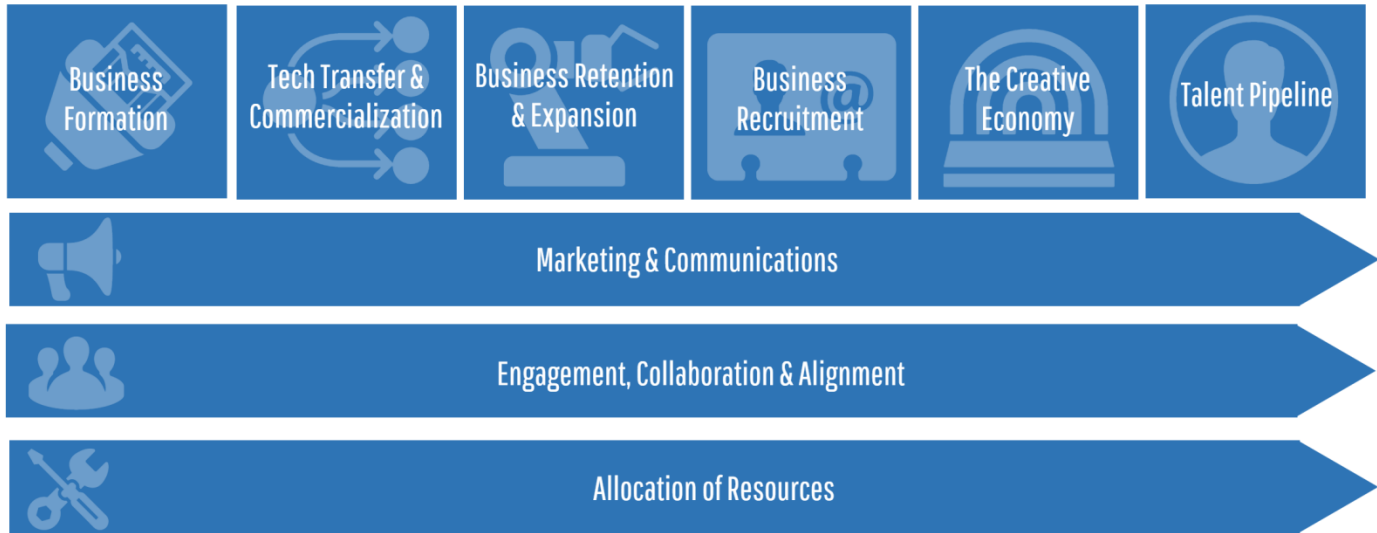 Business
Formation
Tech Transfer &
Commercialization
Business Retention
& Expansion
Business
Recruitment
@
The Creative
Economy
Talent Pipeline
Marketing & Communications
Engagement, Collaboration & Alignment
Allocation of Resources